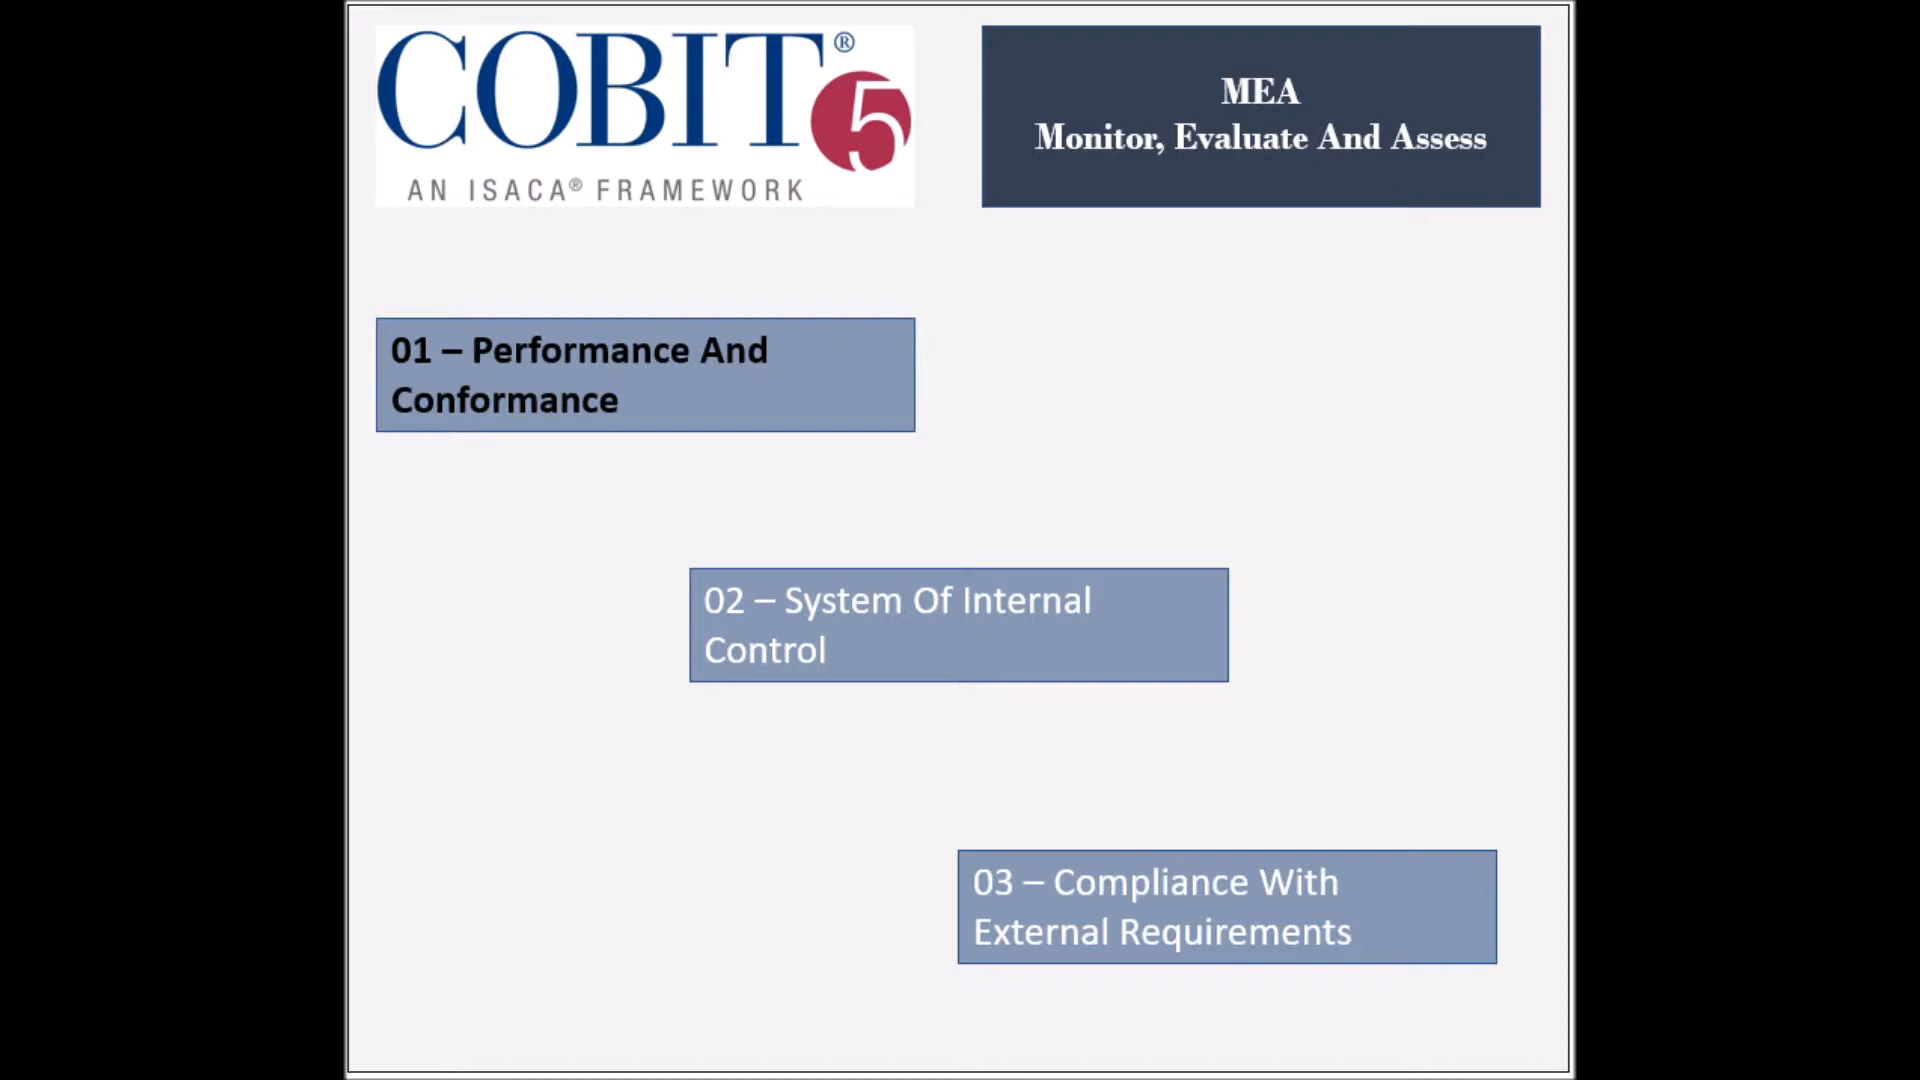 COBIT® 5
AN ISACA® FRAMEWORK
MEA
Monitor, Evaluate And Assess
01 – Performance And
Conformance
02 – System Of Internal
Control
03 – Compliance With
External Requirements